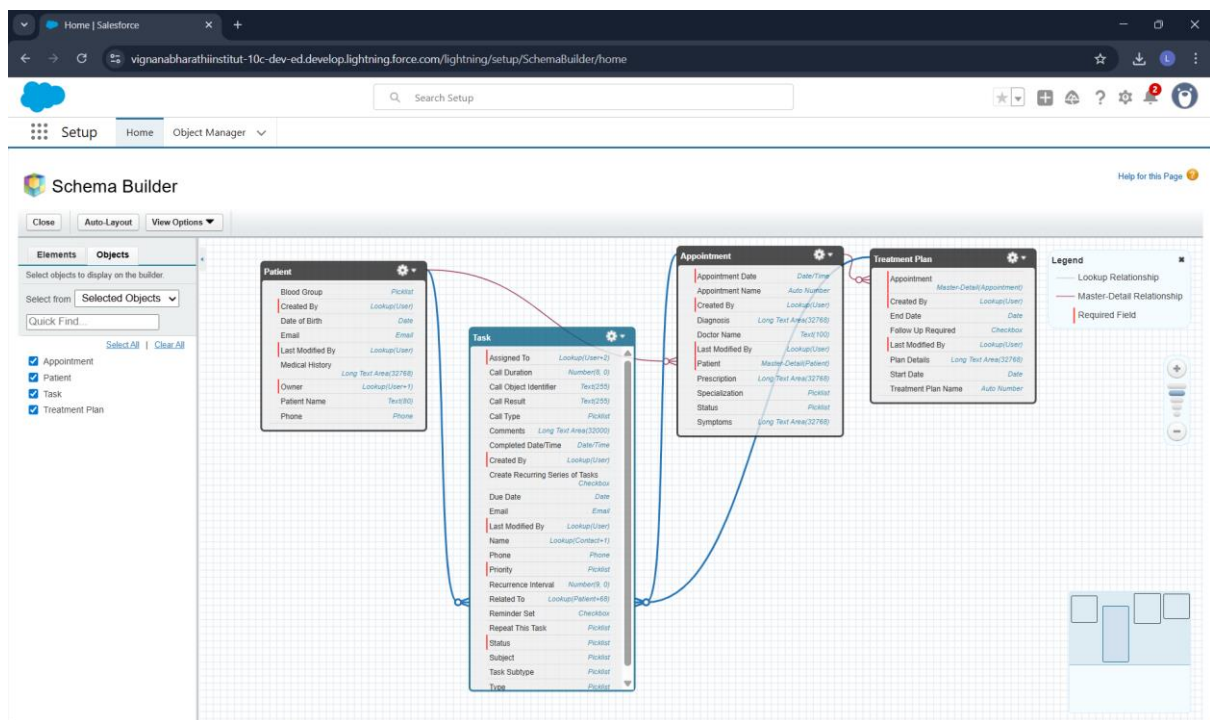 Home | Salesforce
vignanabharathiinstitut-10c-dev-ed.develop.lightning.force.com/lightning/setup/SchemaBuilder/home
L
Search Setup
2
Setup Home Object Manager
Schema Builder
Help for this Page
Close Auto-Layout View Options
Elements Objects
Select objects to display on the builder.
Select from Selected Objects
Quick Find...
Select All | Clear All
Appointment
Patient
Task
Treatment Plan
Patient
Blood Group Picklist
Created By Lookup(User)
Date of Birth Date
Email Email
Last Modified By Lookup(User)
Medical History
Long Text Area(32768)
Owner Lookup(User+1)
Patient Name Text(80)
Phone Phone
Task
Assigned To Lookup(User+2)
Call Duration Number(8, 0)
Call Object Identifier Text(255)
Call Result Text(255)
Call Type Picklist
Comments Long Text Area(32000)
Completed Date/Time Date/Time
Created By Lookup(User)
Create Recurring Series of Tasks
Checkbox
Due Date Date
Email Email
Last Modified By Lookup(User)
Name Lookup(Contact+1)
Phone Phone
Priority Picklist
Recurrence Interval Number(9, 0)
Related To Lookup(Patient+68)
Reminder Set Checkbox
Repeat This Task Picklist
Status Picklist
Subject Picklist
Task Subtype Picklist
Type Picklist
Appointment
Appointment Date Date/Time
Appointment Name Auto Number
Created By Lookup(User)
Diagnosis Long Text Area(32768)
Doctor Name Text(100)
Last Modified By Lookup(User)
Patient Master-Detail(Patient)
Prescription Long Text Area(32768)
Specialization Picklist
Status Picklist
Symptoms Long Text Area(32768)
Treatment Plan
Appointment
Master-Detail(Appointment)
Created By Lookup(User)
End Date Date
Follow Up Required Checkbox
Last Modified By Lookup(User)
Plan Details Long Text Area(32768)
Start Date Date
Treatment Plan Name Auto Number
Legend
Lookup Relationship
Master-Detail Relationship
Required Field